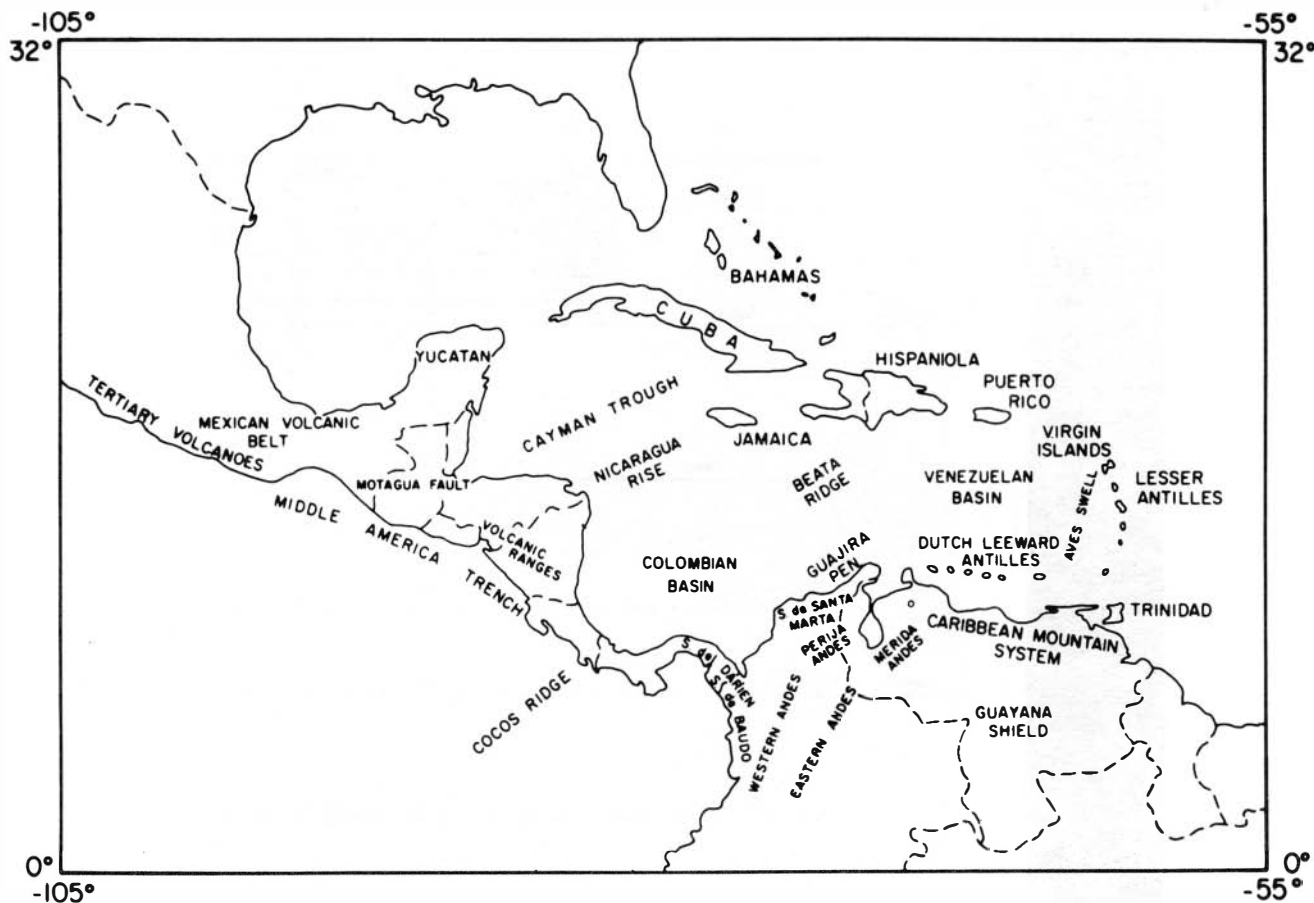 -105°
-55°
32°
32°
BAHAMAS
CUBA
YUCATAN
HISPANIOLA
PUERTO
RICO
TERTIARY VOLCANOES
MEXICAN VOLCANIC
BELT
CAYMAN TROUGH
JAMAICA
NICARAGUA
RISE
BEATA
RIDGE
VIRGIN
ISLANDS
VENEZUELAN
BASIN
LESSER
ANTILLES
AVES SWELL
MOTAGUA FAULT
MIDDLE AMERICA TRENCH
VOLCANIC
RANGES
COLOMBIAN
BASIN
GUAJIRA
PEN
DUTCH LEEWARD
ANTILLES
S de SANTA
MARTA
PERIJA
ANDES
MERIDA
ANDES
TRINIDAD
CARIBBEAN MOUNTAIN
SYSTEM
COCOS RIDGE
S del DARIEN
S. de BAUDO
WESTERN ANDES
EASTERN ANDES
GUAYANA
SHIELD
0°
0°
-105°
-55°